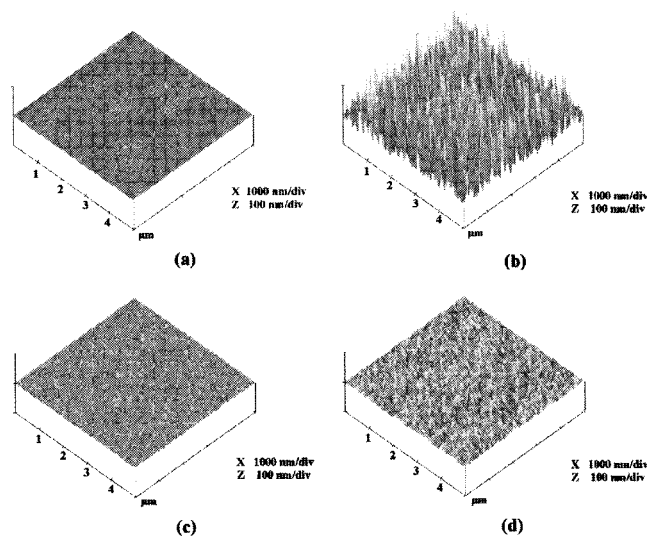 1
2
3
4
µm
X 1000 nm/div
Z 100 nm/div
(a)
1
2
3
4
µm
X 1000 nm/div
Z 100 nm/div
(b)
1
2
3
4
µm
X 1000 nm/div
Z 100 nm/div
(c)
1
2
3
4
µm
X 1000 nm/div
Z 100 nm/div
(d)